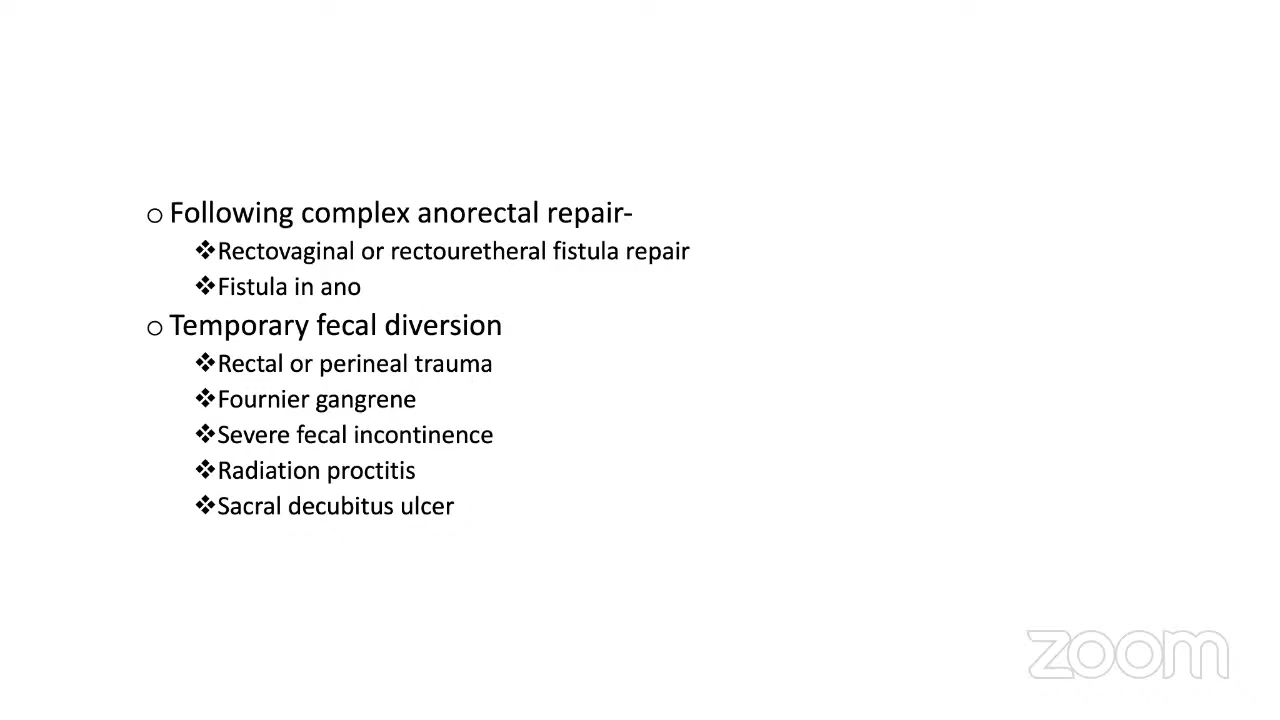 o Following complex anorectal repair-
❖Rectovaginal or rectouretheral fistula repair
❖Fistula in ano
o Temporary fecal diversion
❖Rectal or perineal trauma
❖Fournier gangrene
❖Severe fecal incontinence
❖Radiation proctitis
❖Sacral decubitus ulcer
zoom